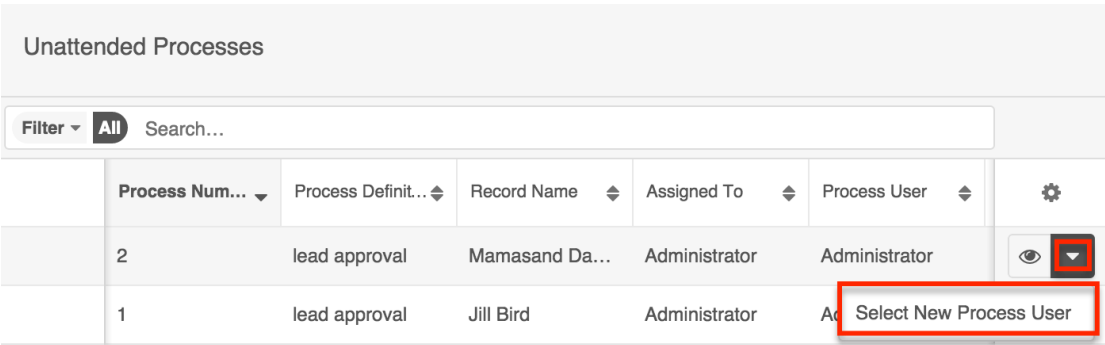 Unattended Processes
Filter All Search...
Process Num... Process Definit... Record Name Assigned To Process User
2 lead approval Mamasand Da... Administrator Administrator
1 lead approval Jill Bird Administrator Ad Select New Process User